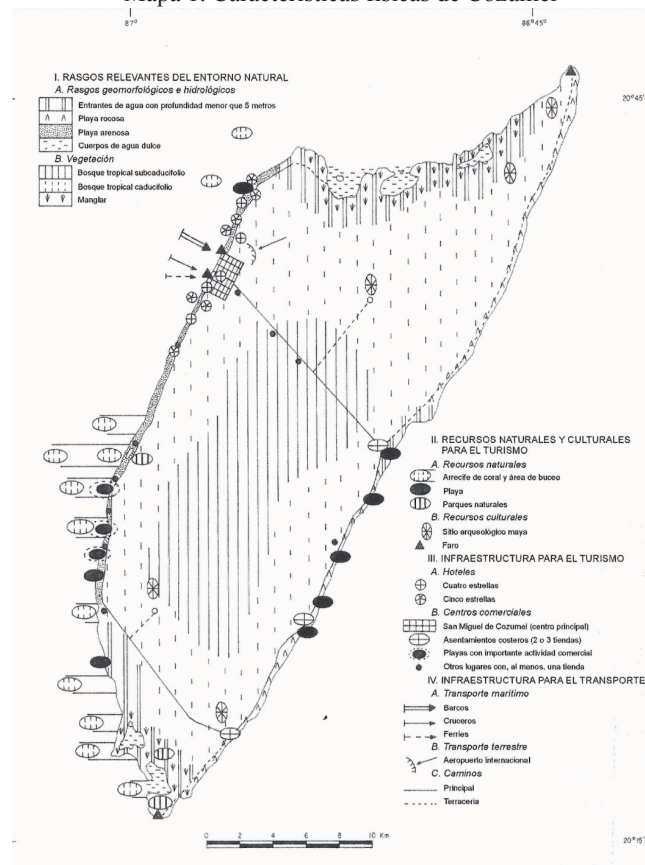 Mapa 1: Características físicas de Cozumel
87°
86°45'
20°45'
I. RASGOS RELEVANTES DEL ENTORNO NATURAL
A. Rasgos geomorfológicos e hidrológicos
Entrantes de agua con profundidad menor que 5 metros
Playa rocosa
Playa arenosa
Cuerpos de agua dulce
B. Vegetación
Bosque tropical subcaducifolio
Bosque tropical caducifolio
Manglar
II. RECURSOS NATURALES Y CULTURALES
PARA EL TURISMO
A. Recursos naturales
Arrecife de coral y área de buceo
Playa
Parques naturales
B. Recursos culturales
Sitio arqueológico maya
Faro
III. INFRAESTRUCTURA PARA EL TURISMO
A. Hoteles
Cuatro estrellas
Cinco estrellas
B. Centros comerciales
San Miguel de Cozumel (centro principal)
Asentamientos costeros (2 o 3 tiendas)
Playas con importante actividad comercial
Otros lugares con, al menos, una tienda
IV. INFRAESTRUCTURA PARA EL TRANSPORTE
A. Transporte marítimo
Barcos
Cruceros
Ferries
B. Transporte terrestre
Aeropuerto internacional
C. Caminos
Principal
Terracería
0 2 4 6 8 10 Km
20°15'